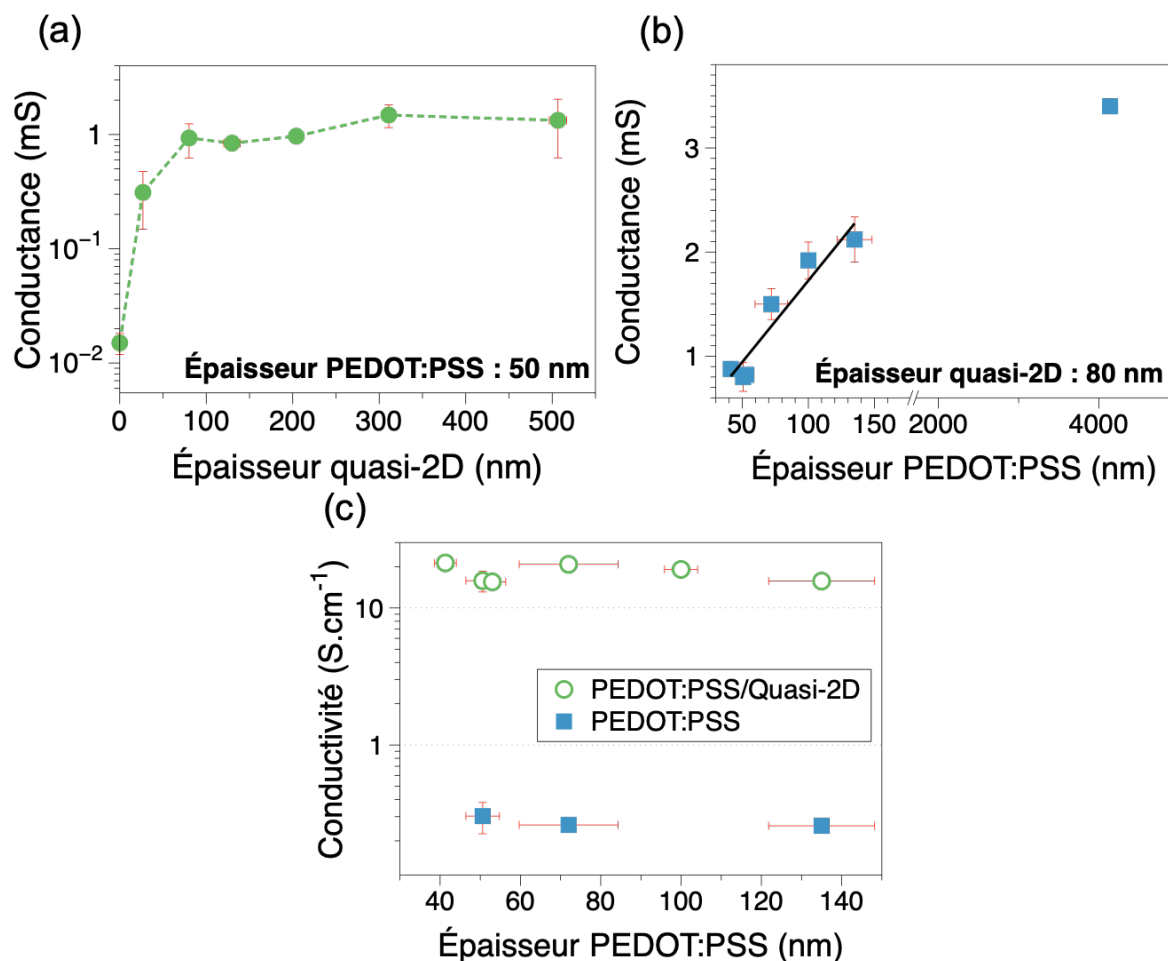 (a)
Conductance (mS)
1
10⁻¹
10⁻²
Épaisseur PEDOT:PSS : 50 nm
0 100 200 300 400 500
Épaisseur quasi-2D (nm)
(b)
Conductance (mS)
3
2
1
Épaisseur quasi-2D : 80 nm
50 100 150 2000 4000
Épaisseur PEDOT:PSS (nm)
(c)
Conductivité (S.cm⁻¹)
10
1
PEDOT:PSS/Quasi-2D
PEDOT:PSS
40 60 80 100 120 140
Épaisseur PEDOT:PSS (nm)